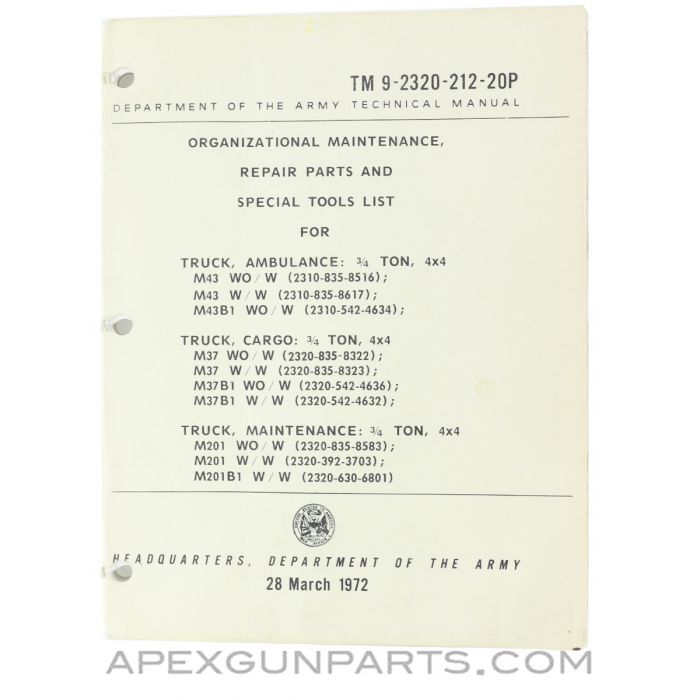 TM 9-2320-212-20P
DEPARTMENT OF THE ARMY TECHNICAL MANUAL
ORGANIZATIONAL MAINTENANCE,
REPAIR PARTS AND
SPECIAL TOOLS LIST
FOR
TRUCK, AMBULANCE: 3/4 TON, 4x4
M43 WO/W (2310-835-8516);
M43 W/W (2310-835-8617);
M43B1 WO/W (2310-542-4634);
TRUCK, CARGO: 3/4 TON, 4x4
M37 WO/W (2320-835-8322);
M37 W/W (2320-835-8323);
M37B1 WO/W (2320-542-4636);
M37B1 W/W (2320-542-4632);
TRUCK, MAINTENANCE: 3/4 TON, 4x4
M201 WO/W (2320-835-8583);
M201 W/W (2320-392-3703);
M201B1 W/W (2320-630-6801)
HEADQUARTERS, DEPARTMENT OF THE ARMY
28 March 1972
APEXGUNPARTS.COM